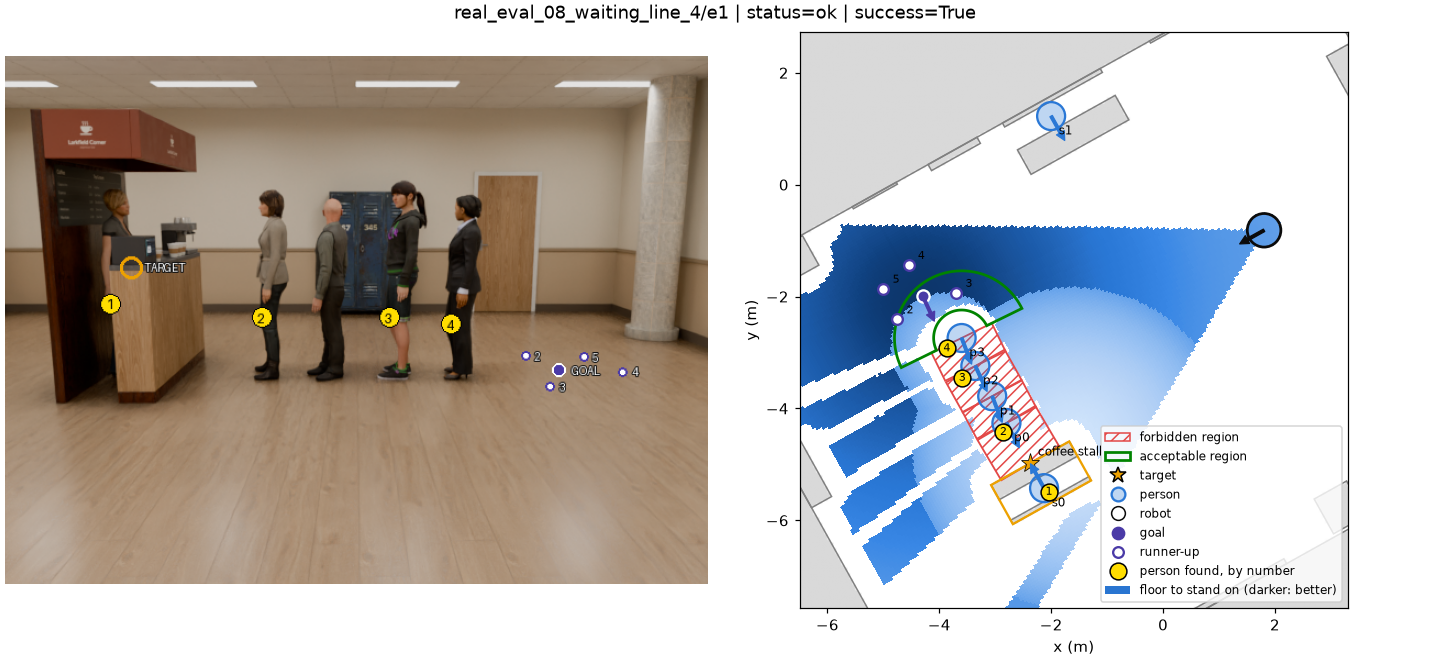 real_eval_08_waiting_line_4/e1 | status=ok | success=True
Larkfield Corner
345
TARGET
1
2
3
4
2
5
GOAL
4
3
y (m)
2
0
−2
−4
−6
s1
4
5
3
2
4
p3
3
p2
p1
2
p0
coffee stall
1
s0
forbidden region
acceptable region
target
person
robot
goal
runner-up
person found, by number
floor to stand on (darker: better)
−6
−4
−2
0
2
x (m)